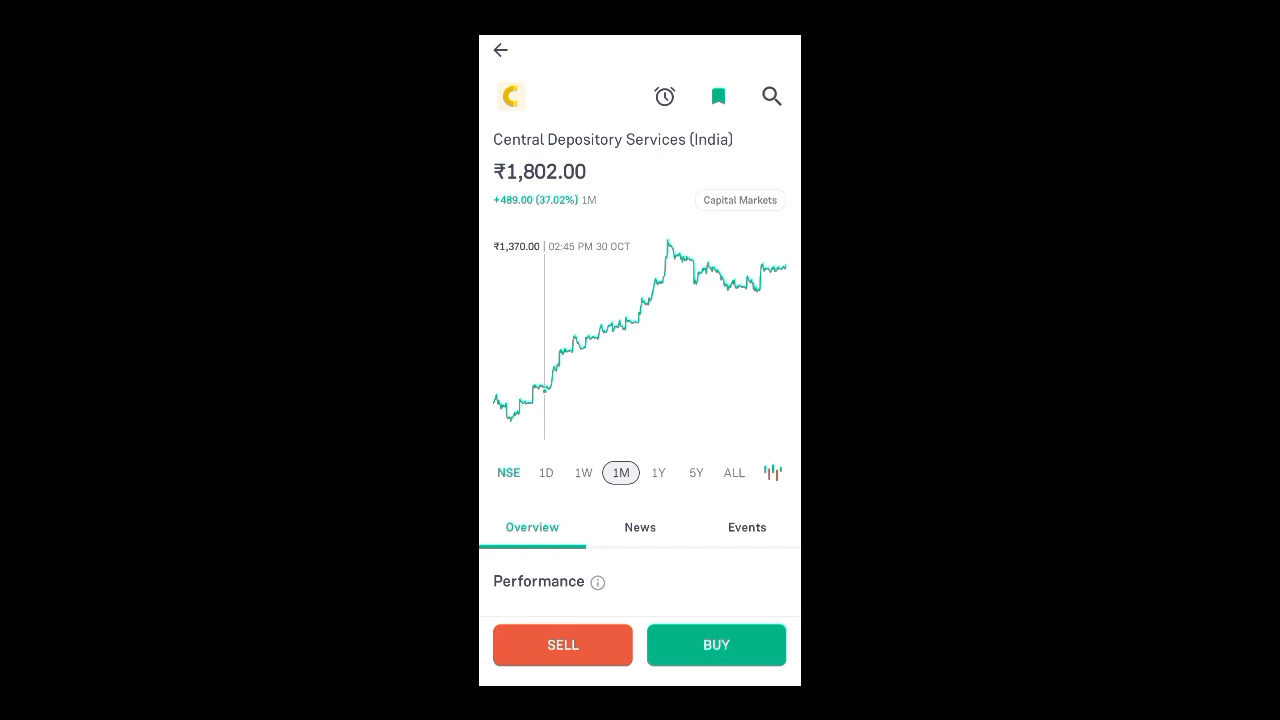 Central Depository Services (India)
₹1,802.00
+489.00 (37.02%) 1M
Capital Markets
₹1,370.00 | 02:45 PM 30 OCT
NSE 1D 1W 1M 1Y 5Y ALL
Overview News Events
Performance
SELL BUY